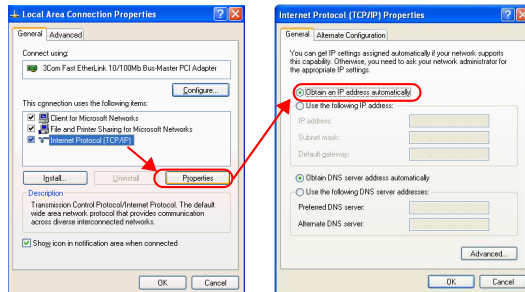 Local Area Connection Properties
General Advanced
Connect using:
3Com Fast EtherLink 10/100Mb Bus-Master PCI Adapter
Configure...
This connection uses the following items:
Client for Microsoft Networks
File and Printer Sharing for Microsoft Networks
Internet Protocol (TCP/IP)
Install... Uninstall Properties
Description
Transmission Control Protocol/Internet Protocol. The default
wide area network protocol that provides communication
across diverse interconnected networks.
Show icon in notification area when connected
OK Cancel
Internet Protocol (TCP/IP) Properties
General Alternate Configuration
You can get IP settings assigned automatically if your network supports
this capability. Otherwise, you need to ask your network administrator for
the appropriate IP settings.
Obtain an IP address automatically
Use the following IP address:
IP address:
Subnet mask:
Default gateway:
Obtain DNS server address automatically
Use the following DNS server addresses:
Preferred DNS server:
Alternate DNS server:
Advanced...
OK Cancel